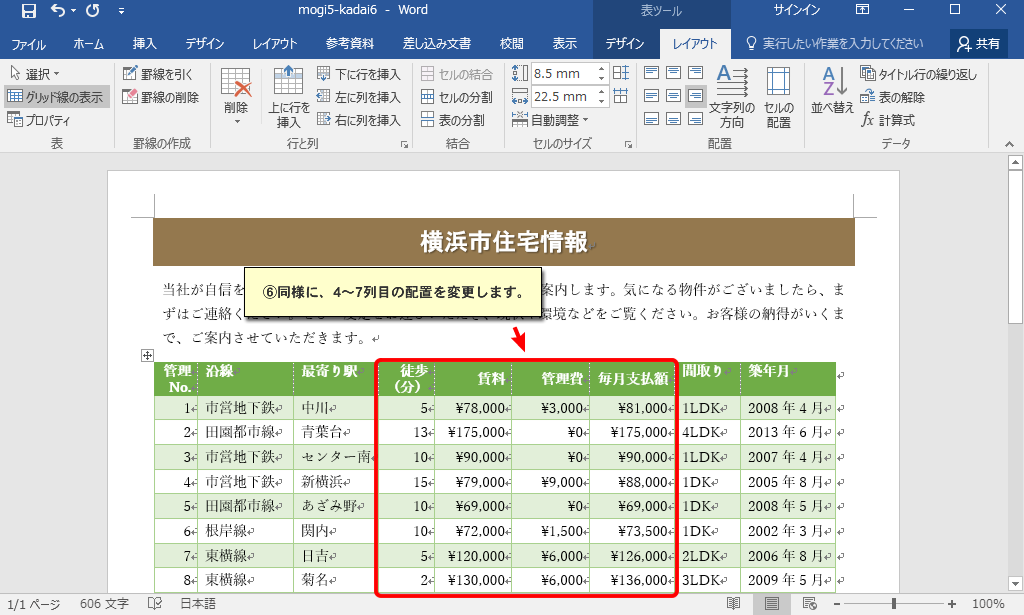 mogi5-kadai6 - Word
表ツール
サインイン
ファイル ホーム 挿入 デザイン レイアウト 参考資料 差し込み文書 校閲 表示 デザイン レイアウト 実行したい作業を入力してください 共有
選択 罫線を引く 下に行を挿入 セルの結合 8.5 mm タイトル行の繰り返し
グリッド線の表示 罫線の削除 削除 上に行を挿入 左に列を挿入 セルの分割 22.5 mm 文字列の方向 セルの配置 並べ替え 表の解除
プロパティ 右に列を挿入 表の分割 自動調整 fx 計算式
表 罫線の作成 行と列 結合 セルのサイズ 配置 データ
横浜市住宅情報
⑥同様に、4～7列目の配置を変更します。
当社が自信を 案内します。気になる物件がございましたら、ま
ずはご連絡く 環境などをご覧ください。お客様の納得がいくま
で、ご案内させていただきます。
管理No. 沿線 最寄り駅 徒歩（分） 賃料 管理費 毎月支払額 間取り 築年月
1 市営地下鉄 中川 5 ¥78,000 ¥3,000 ¥81,000 1LDK 2008 年 4 月
2 田園都市線 青葉台 13 ¥175,000 ¥0 ¥175,000 4LDK 2013 年 6 月
3 市営地下鉄 センター南 10 ¥90,000 ¥0 ¥90,000 1LDK 2007 年 4 月
4 市営地下鉄 新横浜 15 ¥79,000 ¥9,000 ¥88,000 1DK 2005 年 8 月
5 田園都市線 あざみ野 10 ¥69,000 ¥0 ¥69,000 1DK 2008 年 5 月
6 根岸線 関内 10 ¥72,000 ¥1,500 ¥73,500 1DK 2002 年 3 月
7 東横線 日吉 5 ¥120,000 ¥6,000 ¥126,000 2LDK 2006 年 8 月
8 東横線 菊名 2 ¥130,000 ¥6,000 ¥136,000 3LDK 2009 年 5 月
1/1 ページ 606 文字 日本語 100%